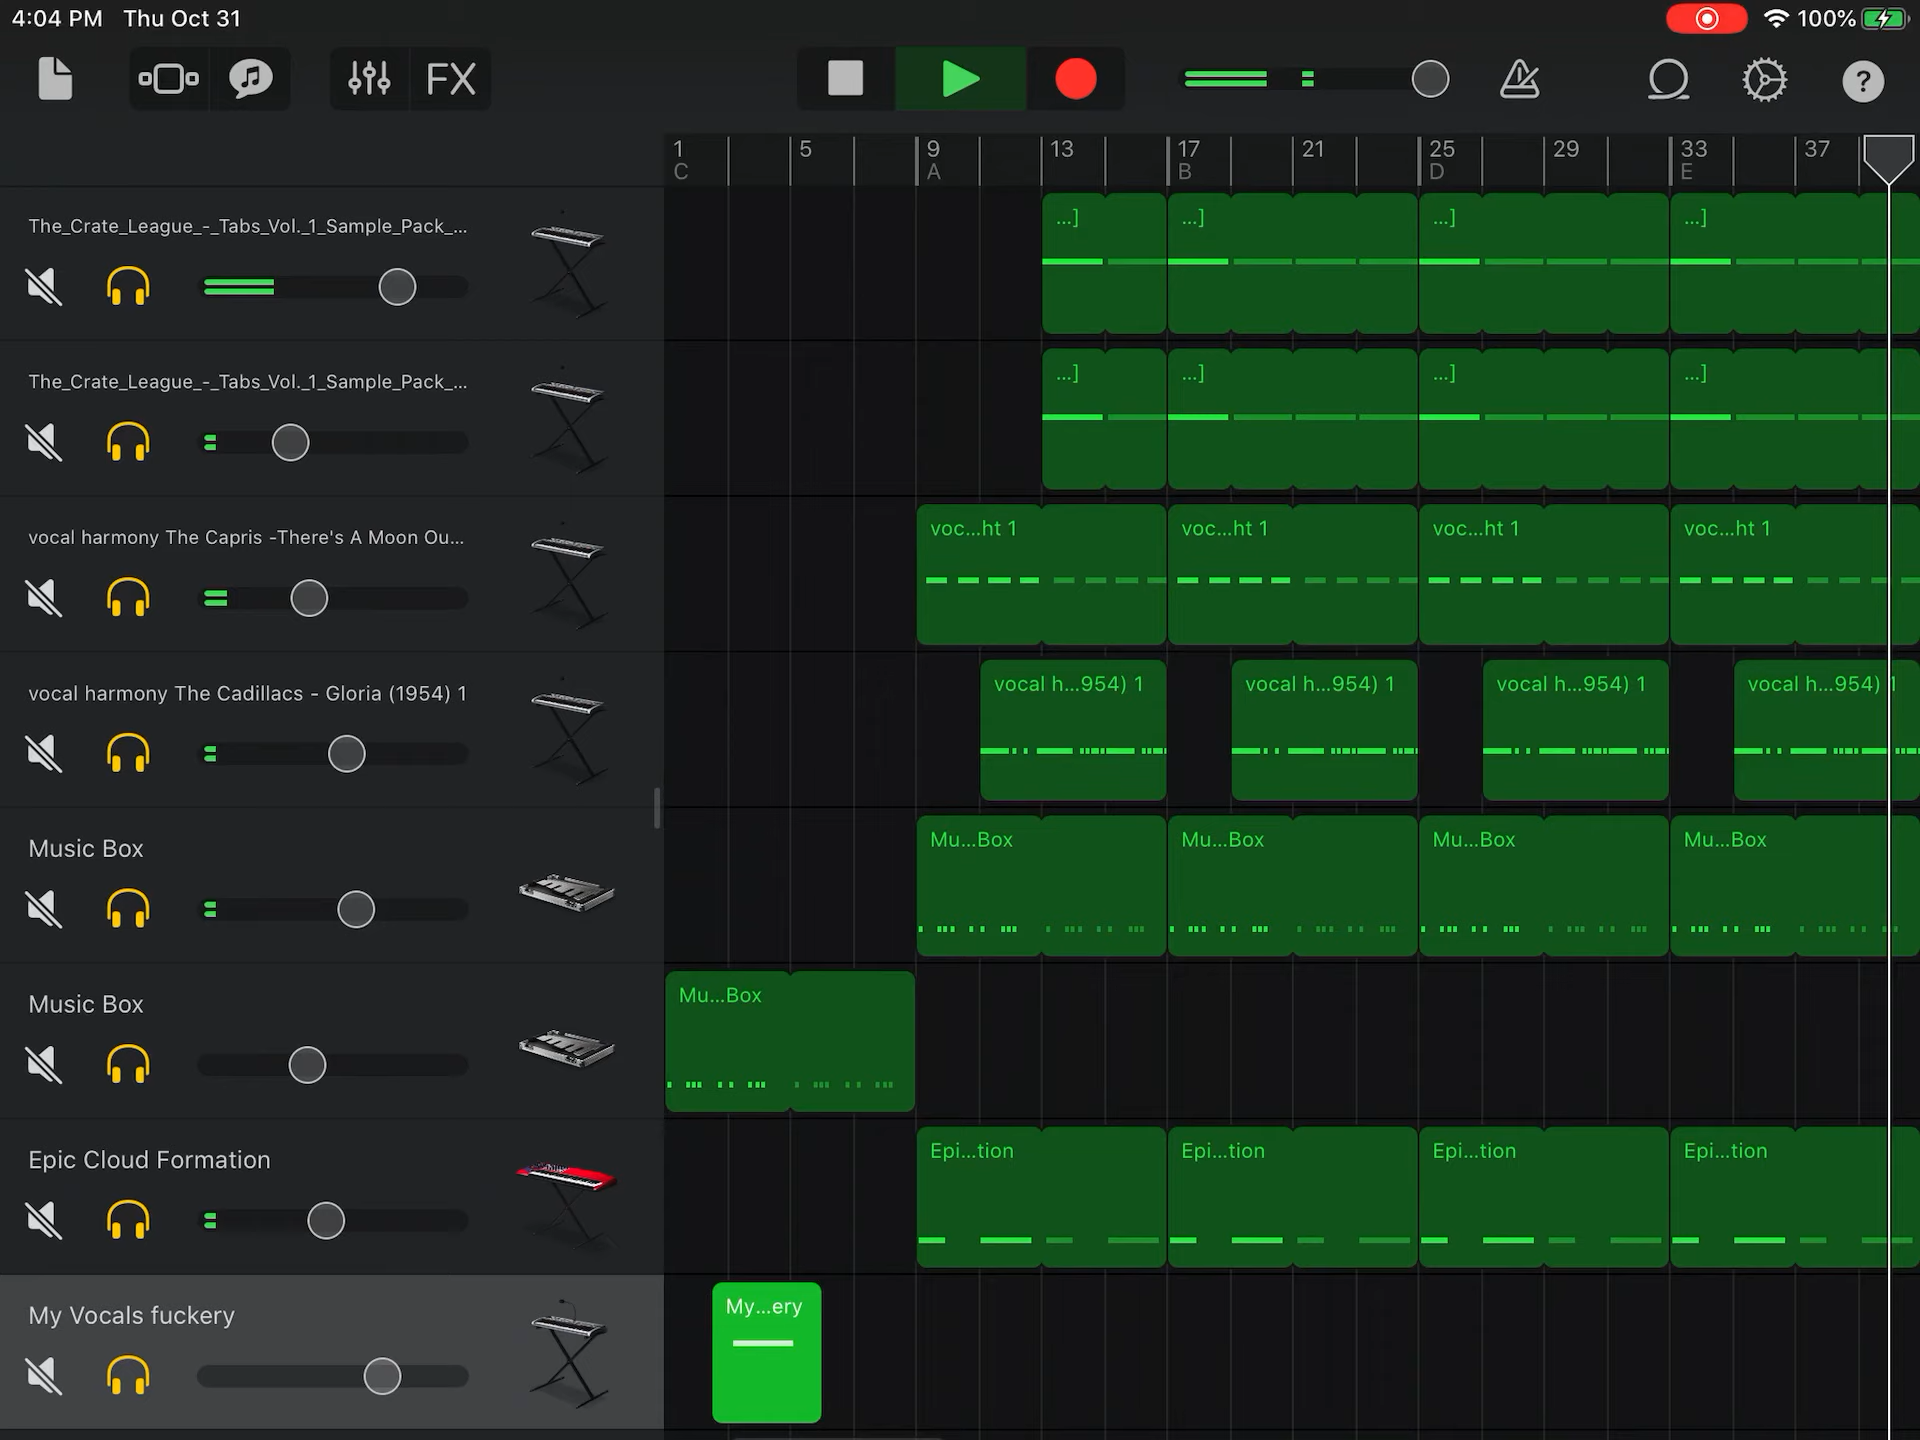 4:04 PM Thu Oct 31 100%
FX ?
1 5 9 13 17 21 25 29 33 37
C A B D E
The_Crate_League_-_Tabs_Vol._1_Sample_Pack_...
...] ...] ...] ...]
The_Crate_League_-_Tabs_Vol._1_Sample_Pack_...
...] ...] ...] ...]
vocal harmony The Capris -There's A Moon Ou...
voc...ht 1 voc...ht 1 voc...ht 1 voc...ht 1
vocal harmony The Cadillacs - Gloria (1954) 1
vocal h...954) 1 vocal h...954) 1 vocal h...954) 1 vocal h...954) 1
Music Box
Mu...Box Mu...Box Mu...Box Mu...Box
Music Box
Mu...Box
Epic Cloud Formation
Epi...tion Epi...tion Epi...tion Epi...tion
My Vocals fuckery
My...ery